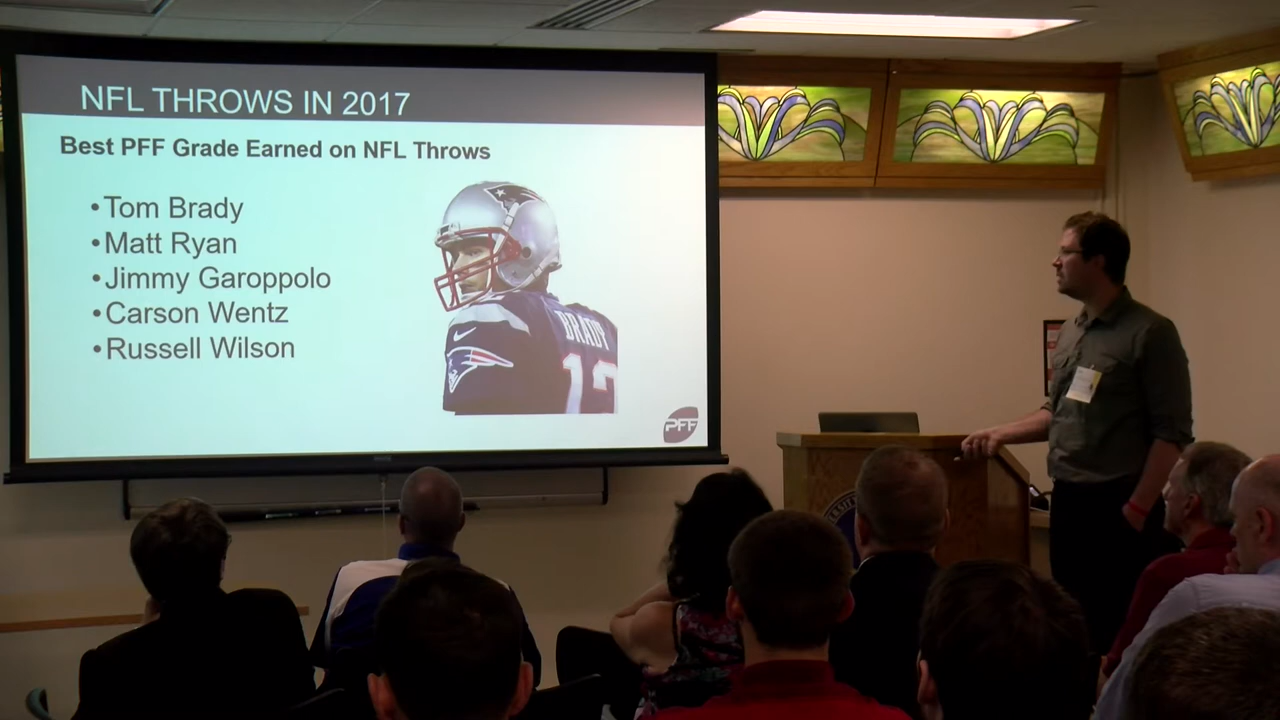 NFL THROWS IN 2017
Best PFF Grade Earned on NFL Throws
•Tom Brady
•Matt Ryan
•Jimmy Garoppolo
•Carson Wentz
•Russell Wilson
BRADY
12
PFF